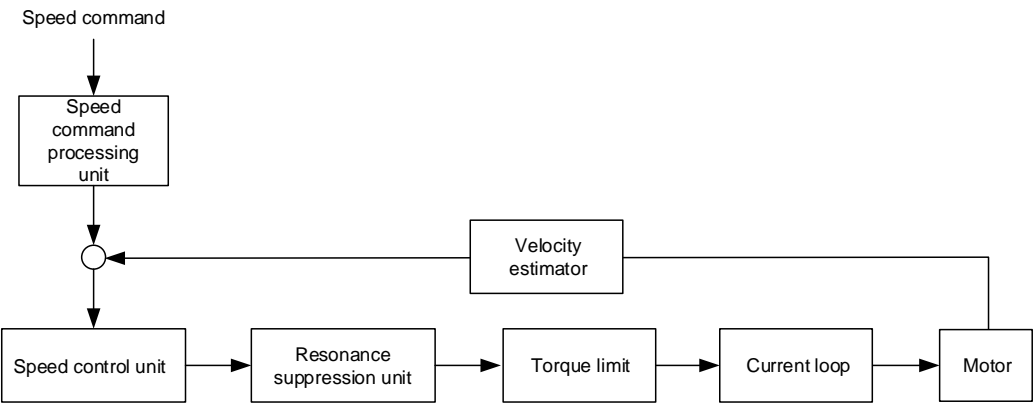 Speed command
Speed
command
processing
unit
Velocity
estimator
Speed control unit
Resonance
suppression unit
Torque limit
Current loop
Motor